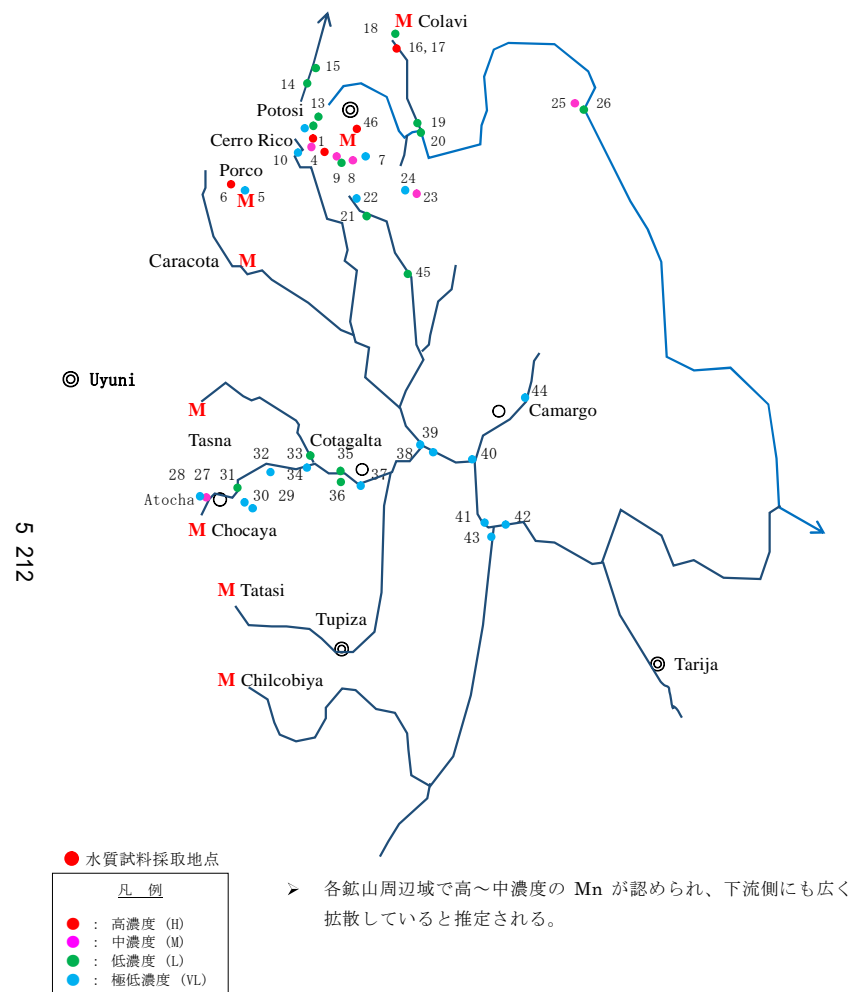 M Colavi
18
16,17
15
14
13
Potosi
25
26
46
19
Cerro Rico
1
M
20
10
4
9
8
7
Porco
24
6
5
M
22
23
21
Caracota
M
45
Uyuni
M
44
Camargo
Tasna
Cotagalta
39
32
33
35
38
40
28
27
31
34
37
Atocha
30
29
36
M Chocaya
41
42
43
5 212
M Tatasi
Tupiza
Tarija
M Chilcobiya
水質試料採取地点
凡 例
: 高濃度 (H)
: 中濃度 (M)
: 低濃度 (L)
: 極低濃度 (VL)
➢ 各鉱山周辺域で高～中濃度の Mn が認められ、下流側にも広く
拡散していると推定される。